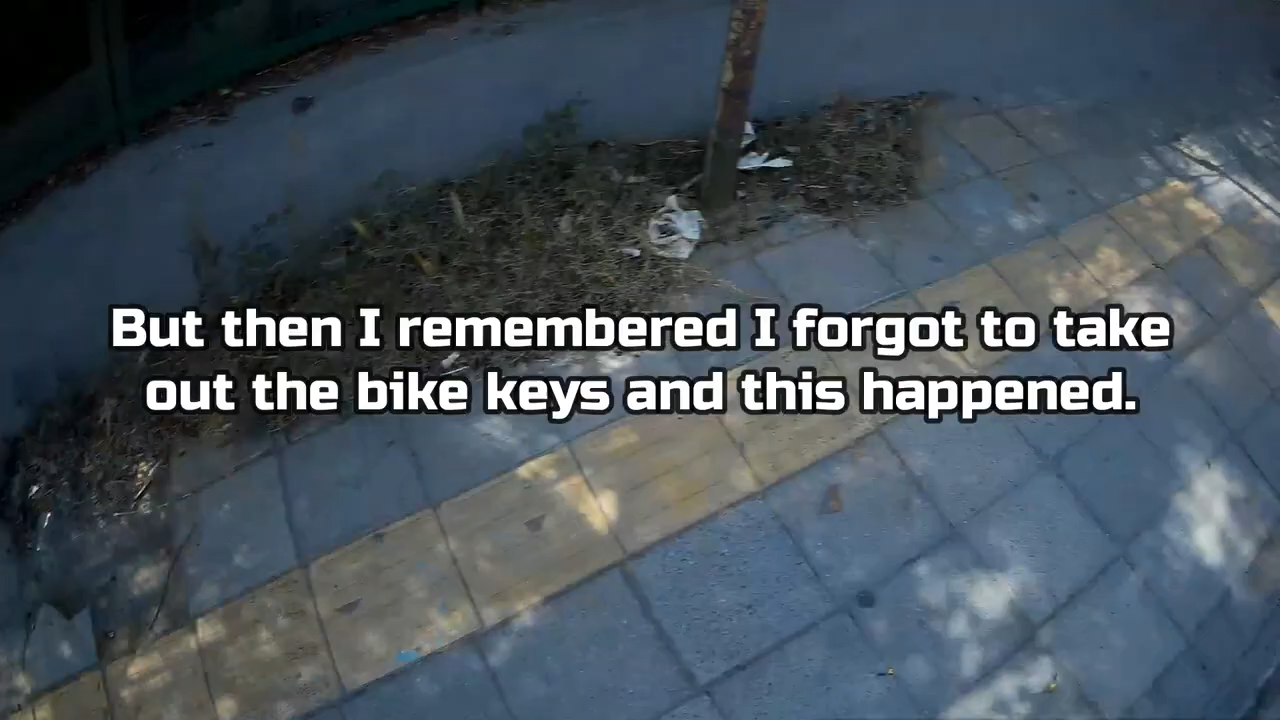 But then I remembered I forgot to take
out the bike keys and this happened.